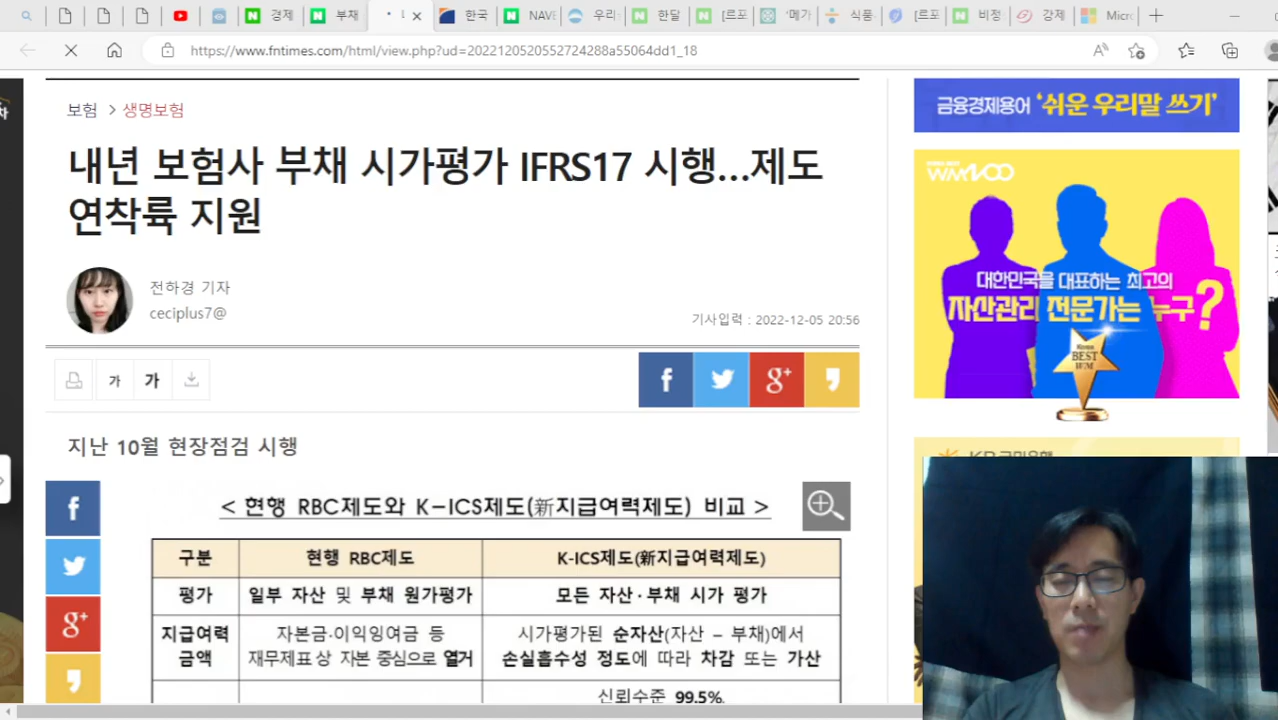 경제
부채
한국
NAVE
우리
한달
[르포
'메가
식품
[르포
비정
강제
Micro
https://www.fntimes.com/html/view.php?ud=2022120520552724288a55064dd1_18
보험 > 생명보험
내년 보험사 부채 시가평가 IFRS17 시행...제도
연착륙 지원
전하경 기자
ceciplus7@
기사입력 : 2022-12-05 20:56
가 가
지난 10월 현장점검 시행
< 현행 RBC제도와 K-ICS제도(新지급여력제도) 비교 >
구분 현행 RBC제도 K-ICS제도(新지급여력제도)
평가 일부 자산 및 부채 원가평가 모든 자산·부채 시가 평가
지급여력
금액
자본금·이익잉여금 등
재무제표상 자본 중심으로 열거
시가평가된 순자산(자산 – 부채)에서
손실흡수성 정도에 따라 차감 또는 가산
신뢰수준 99.5%
금융경제용어 '쉬운 우리말 쓰기'
대한민국을 대표하는 최고의
자산관리 전문가는 누구?
Korea
BEST
W/M